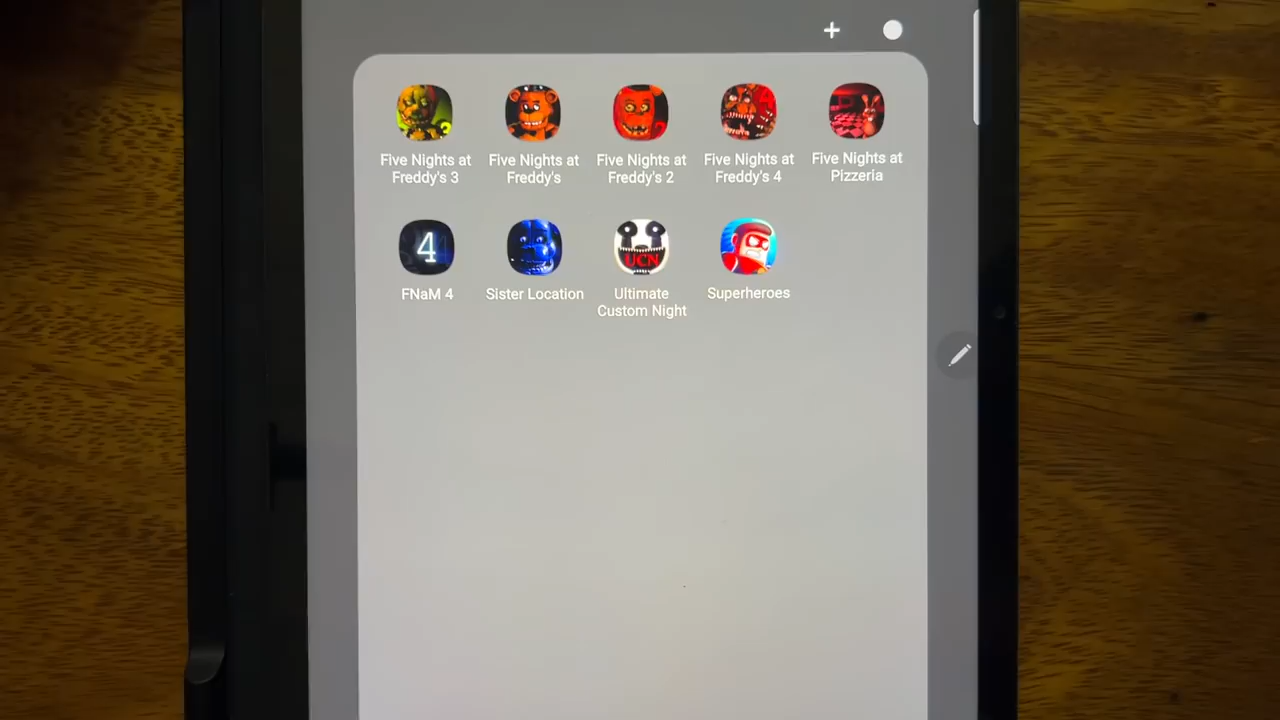 Five Nights at
Freddy's 3
Five Nights at
Freddy's
Five Nights at
Freddy's 2
Five Nights at
Freddy's 4
Five Nights at
Pizzeria
4
FNaM 4
Sister Location
UCN
Ultimate
Custom Night
Superheroes